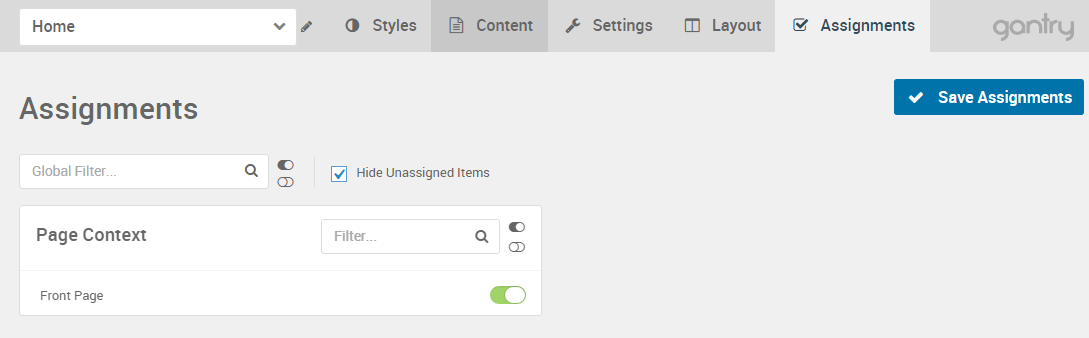 Home Styles Content Settings Layout Assignments gantry
Assignments
Save Assignments
Global Filter... Hide Unassigned Items
Page Context Filter...
Front Page